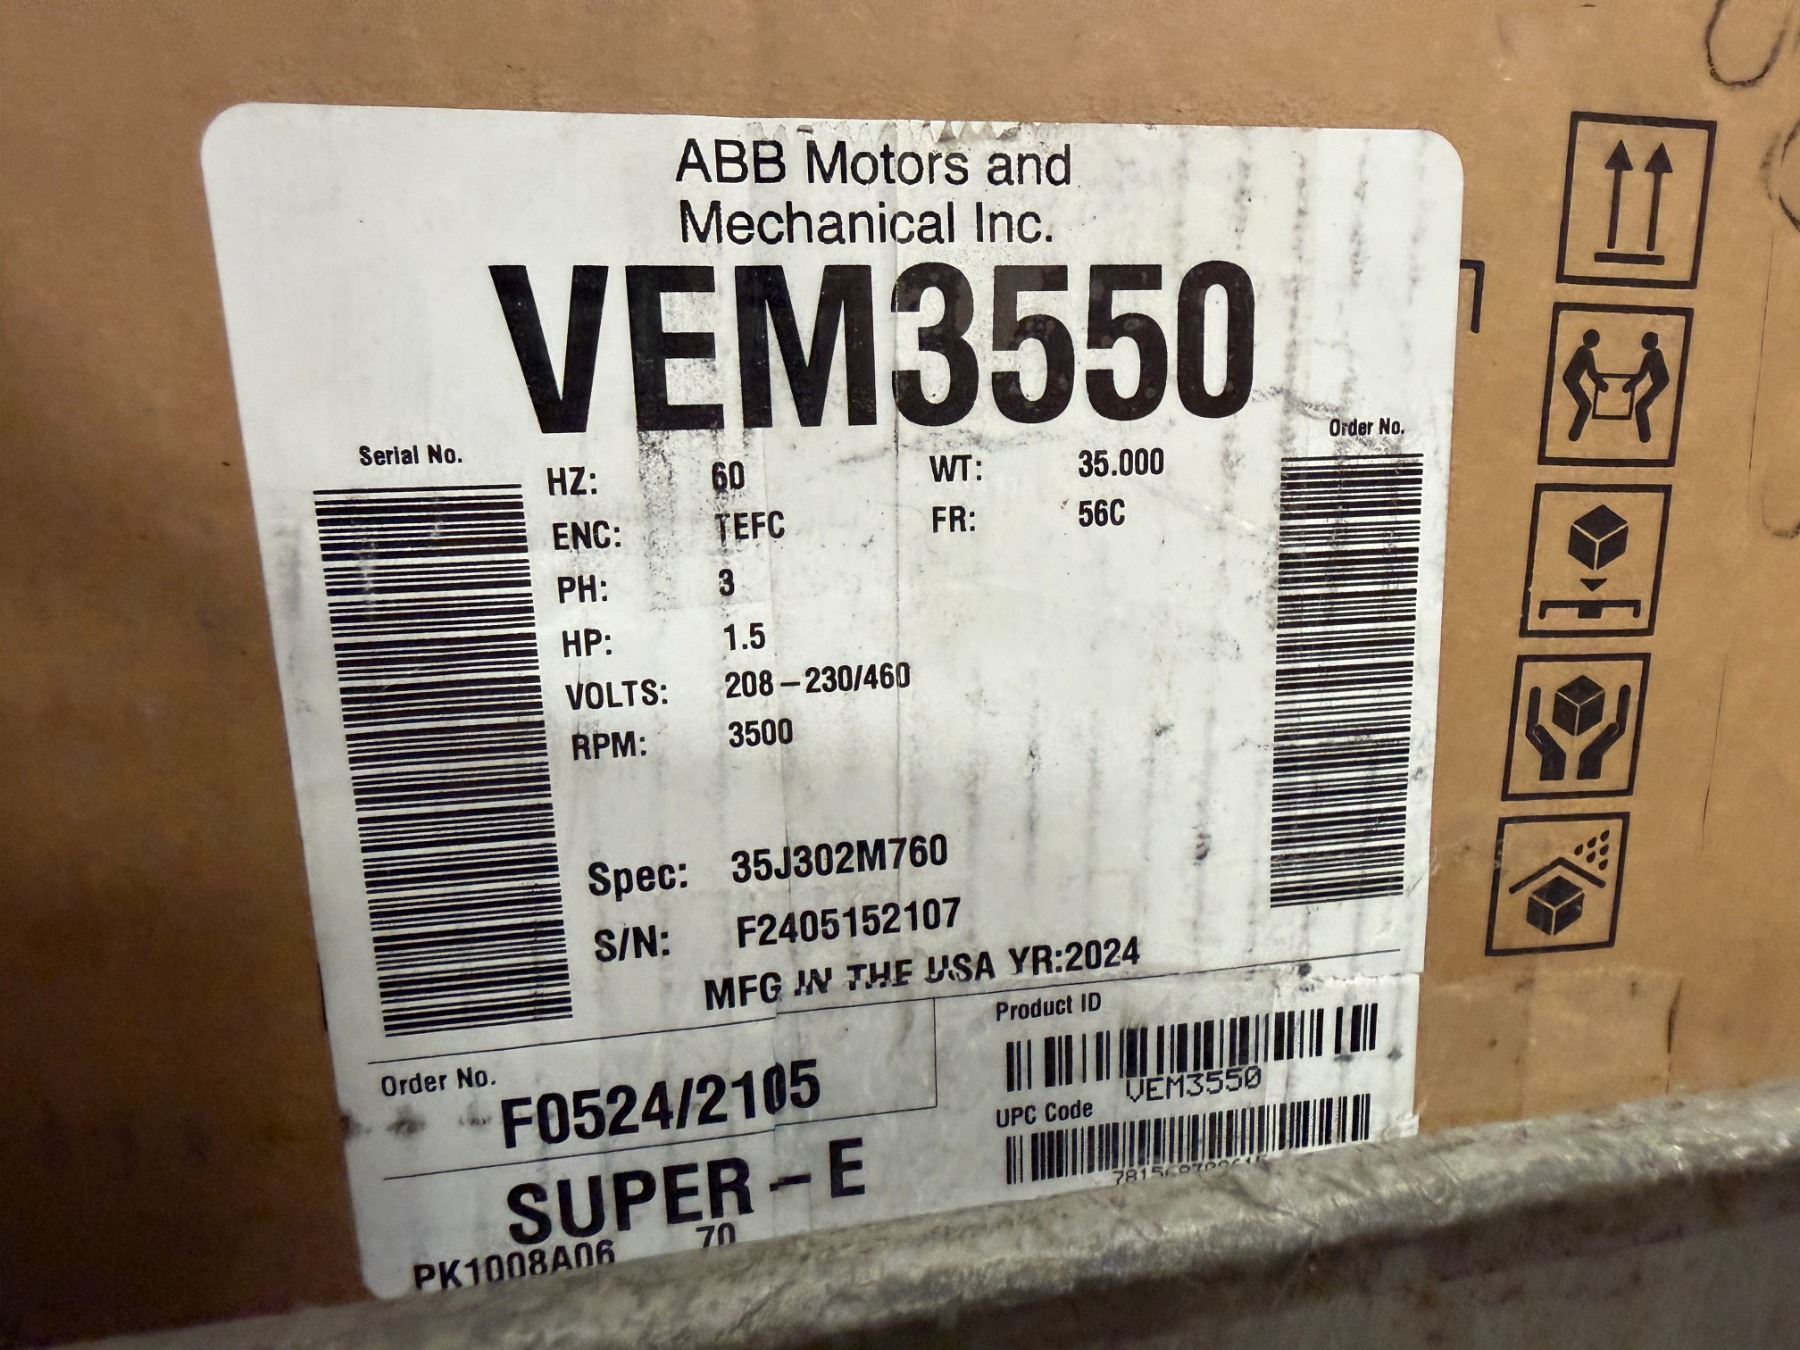 ABB Motors and
Mechanical Inc.
VEM3550
Serial No.
Order No.
HZ: 60 WT: 35.000
ENC: TEFC FR: 56C
PH: 3
HP: 1.5
VOLTS: 208-230/460
RPM: 3500
Spec: 35J302M760
S/N: F2405152107
MFG IN THE USA YR:2024
Order No.
F0524/2105
Product ID
VEM3550
UPC Code
SUPER-E
PK1008A06 70